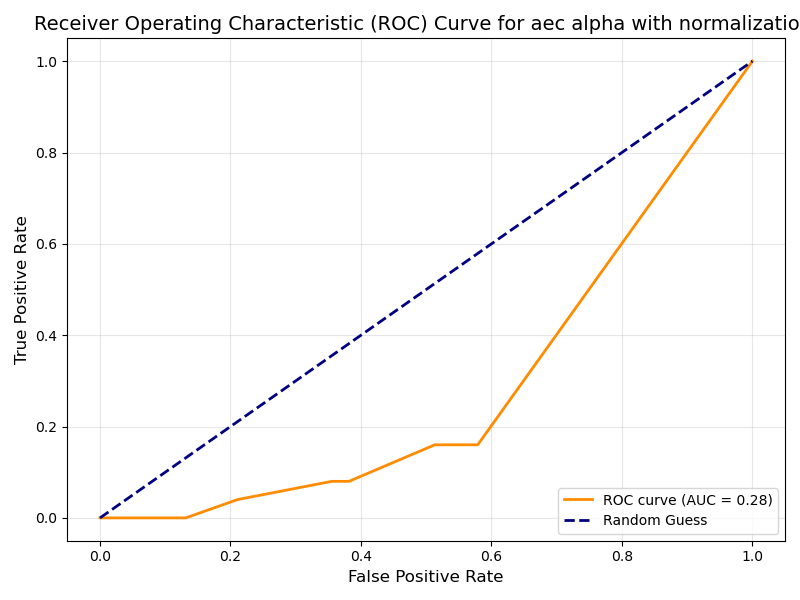 Receiver Operating Characteristic (ROC) Curve for aec alpha with normalizatio
True Positive Rate
1.0
0.8
0.6
0.4
0.2
0.0
0.0 0.2 0.4 0.6 0.8 1.0
False Positive Rate
ROC curve (AUC = 0.28)
Random Guess